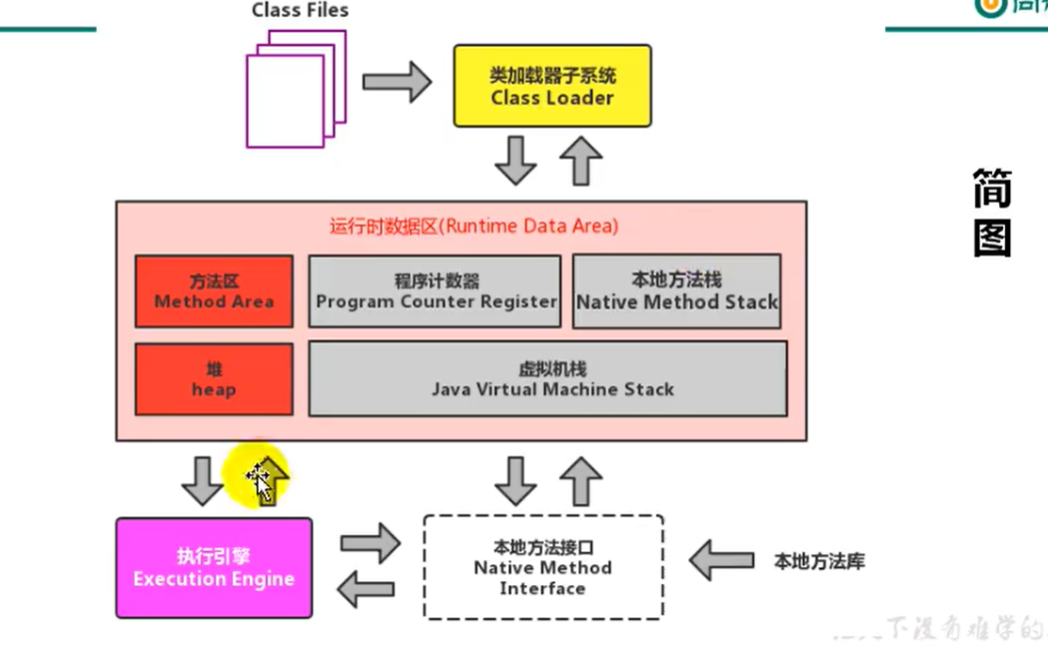 Class Files
类加载器子系统
Class Loader
简
图
运行时数据区(Runtime Data Area)
方法区
Method Area
程序计数器
Program Counter Register
本地方法栈
Native Method Stack
堆
heap
虚拟机栈
Java Virtual Machine Stack
执行引擎
Execution Engine
本地方法接口
Native Method
Interface
本地方法库
下没有难学的